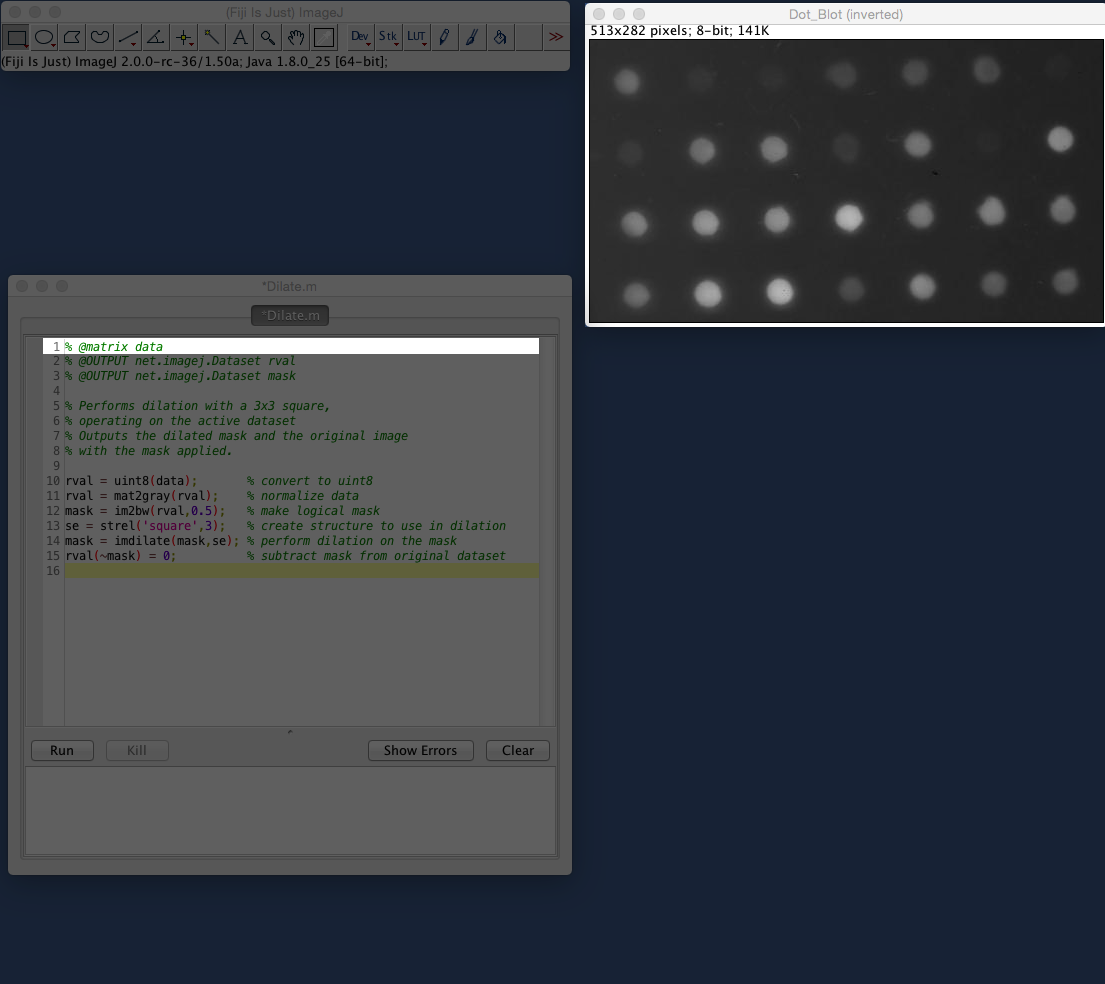 (Fiji Is Just) ImageJ
Dev Stk LUT >>
(Fiji Is Just) ImageJ 2.0.0-rc-36/1.50a; Java 1.8.0_25 [64-bit];
Dot_Blot (inverted)
513x282 pixels; 8-bit; 141K
*Dilate.m
*Dilate.m
1 % @matrix data
2 % @OUTPUT net.imagej.Dataset rval
3 % @OUTPUT net.imagej.Dataset mask
4
5 % Performs dilation with a 3x3 square,
6 % operating on the active dataset
7 % Outputs the dilated mask and the original image
8 % with the mask applied.
9
10 rval = uint8(data);       % convert to uint8
11 rval = mat2gray(rval);    % normalize data
12 mask = im2bw(rval,0.5);   % make logical mask
13 se = strel('square',3);   % create structure to use in dilation
14 mask = imdilate(mask,se); % perform dilation on the mask
15 rval(~mask) = 0;          % subtract mask from original dataset
16
Run Kill Show Errors Clear